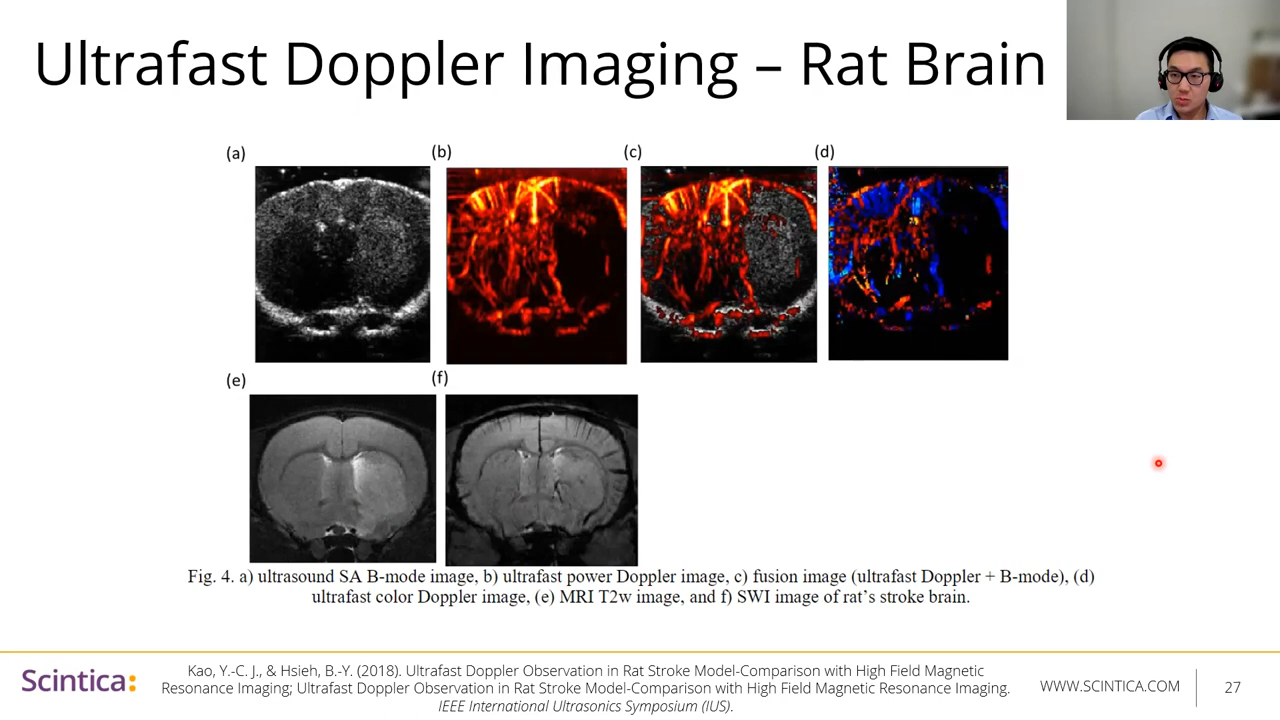 Ultrafast Doppler Imaging – Rat Brain
(a) (b) (c) (d)
(e) (f)
Fig. 4. a) ultrasound SA B-mode image, b) ultrafast power Doppler image, c) fusion image (ultrafast Doppler + B-mode), (d)
ultrafast color Doppler image, (e) MRI T2w image, and f) SWI image of rat's stroke brain.
Scintica:
Kao, Y.-C. J., & Hsieh, B.-Y. (2018). Ultrafast Doppler Observation in Rat Stroke Model-Comparison with High Field Magnetic
Resonance Imaging; Ultrafast Doppler Observation in Rat Stroke Model-Comparison with High Field Magnetic Resonance Imaging.
IEEE International Ultrasonics Symposium (IUS).
WWW.SCINTICA.COM
27